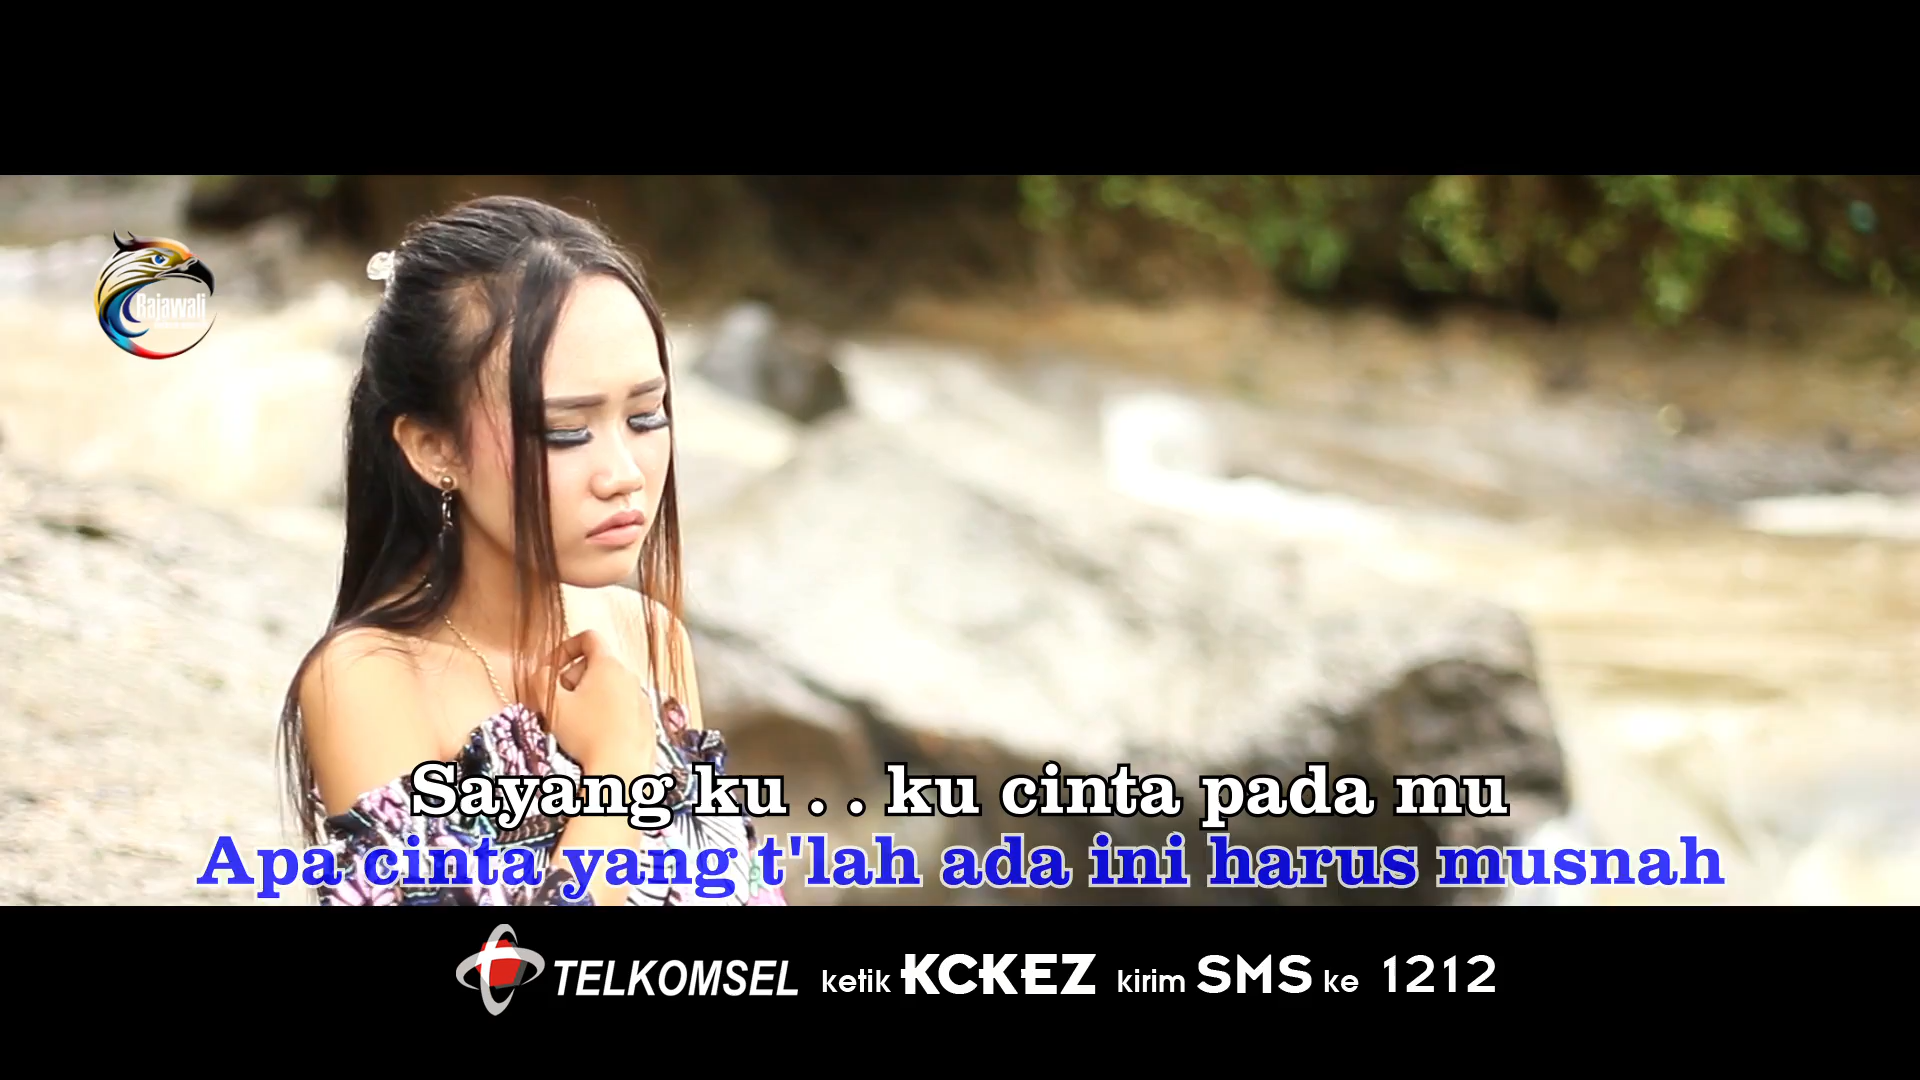 Rajawali
Sayang ku . . ku cinta pada mu
Apa cinta yang t'lah ada ini harus musnah
TELKOMSEL ketik KCKEZ kirim SMS ke 1212